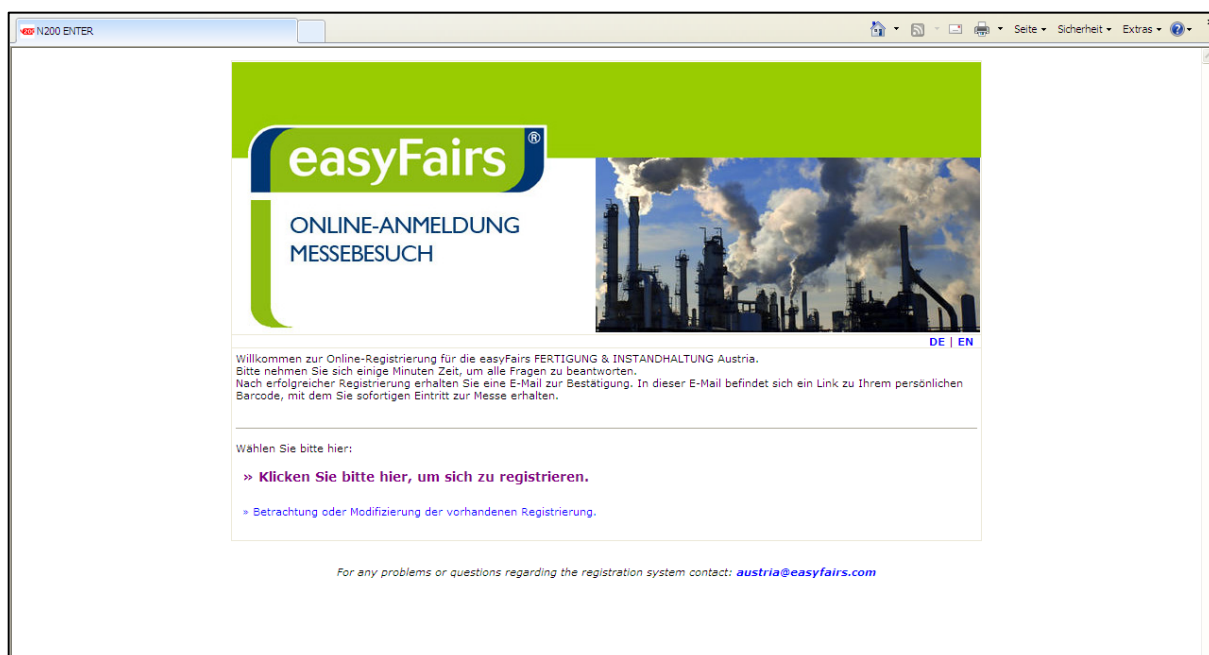 N200 ENTER
Seite
Sicherheit
Extras
easyFairs®
ONLINE-ANMELDUNG
MESSEBESUCH
DE | EN
Willkommen zur Online-Registrierung für die easyFairs FERTIGUNG & INSTANDHALTUNG Austria.
Bitte nehmen Sie sich einige Minuten Zeit, um alle Fragen zu beantworten.
Nach erfolgreicher Registrierung erhalten Sie eine E-Mail zur Bestätigung. In dieser E-Mail befindet sich ein Link zu Ihrem persönlichen
Barcode, mit dem Sie sofortigen Eintritt zur Messe erhalten.
Wählen Sie bitte hier:
» Klicken Sie bitte hier, um sich zu registrieren.
» Betrachtung oder Modifizierung der vorhandenen Registrierung.
For any problems or questions regarding the registration system contact: austria@easyfairs.com